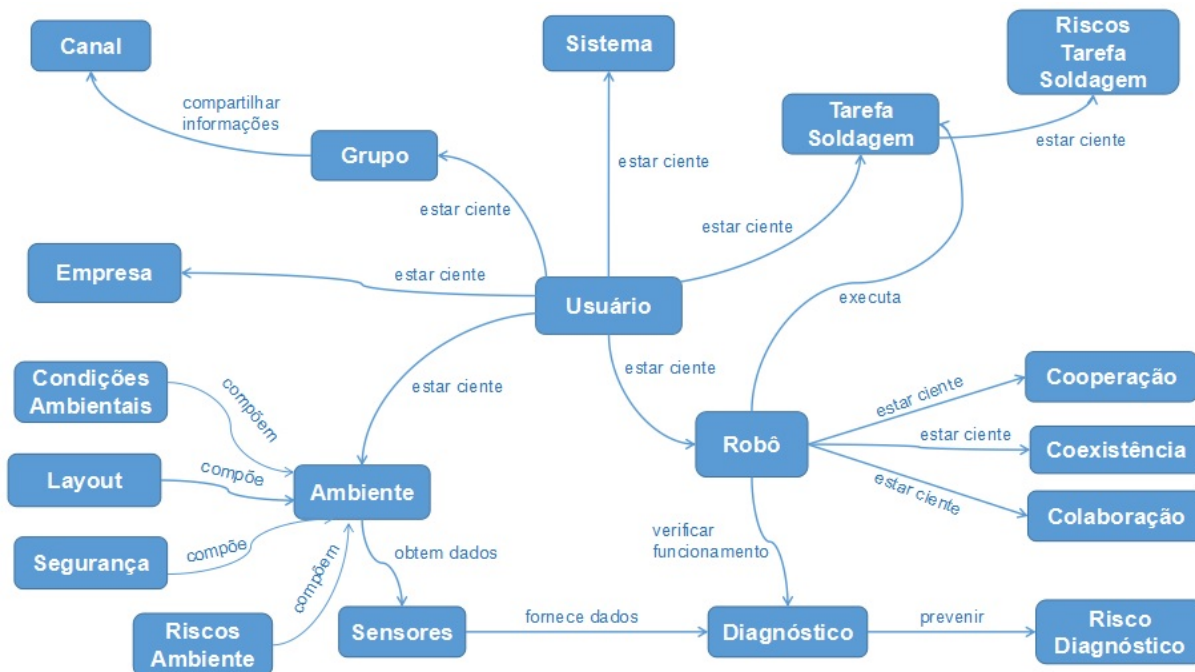 Canal
Sistema
Riscos
Tarefa
Soldagem
compartilhar
informações
Tarefa
Soldagem
estar ciente
Grupo
estar ciente
estar ciente
estar ciente
Empresa
estar ciente
Usuário
executa
Condições
Ambientais
compõem
estar ciente
estar ciente
estar ciente
Cooperação
Robô
estar ciente
Coexistência
Layout
compõe
Ambiente
estar ciente
Colaboração
Segurança
compõe
compõem
obtem dados
verificar
funcionamento
Riscos
Ambiente
Sensores
fornece dados
Diagnóstico
prevenir
Risco
Diagnóstico